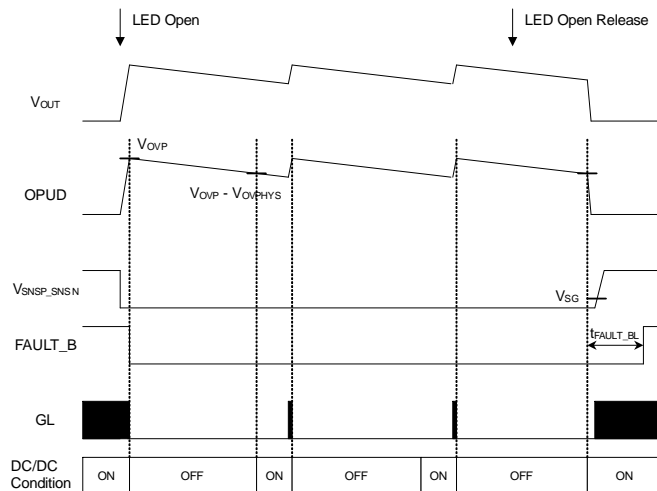 LED Open
LED Open Release
VOUT
VOVP
OPUD
VOVP - VOVPHYS
VSNSP_SNSN
VSG
tFAULT_BL
FAULT_B
GL
DC/DC
Condition
ON
OFF
ON
OFF
ON
OFF
ON